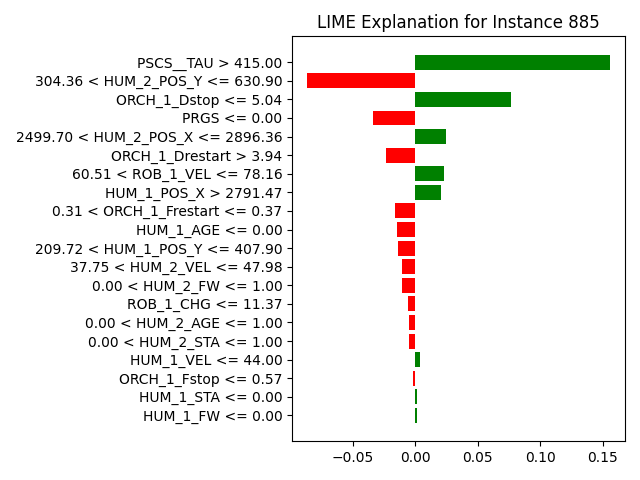 LIME Explanation for Instance 885
PSCS__TAU > 415.00
304.36 < HUM_2_POS_Y <= 630.90
ORCH_1_Dstop <= 5.04
PRGS <= 0.00
2499.70 < HUM_2_POS_X <= 2896.36
ORCH_1_Drestart > 3.94
60.51 < ROB_1_VEL <= 78.16
HUM_1_POS_X > 2791.47
0.31 < ORCH_1_Frestart <= 0.37
HUM_1_AGE <= 0.00
209.72 < HUM_1_POS_Y <= 407.90
37.75 < HUM_2_VEL <= 47.98
0.00 < HUM_2_FW <= 1.00
ROB_1_CHG <= 11.37
0.00 < HUM_2_AGE <= 1.00
0.00 < HUM_2_STA <= 1.00
HUM_1_VEL <= 44.00
ORCH_1_Fstop <= 0.57
HUM_1_STA <= 0.00
HUM_1_FW <= 0.00
−0.05 0.00 0.05 0.10 0.15